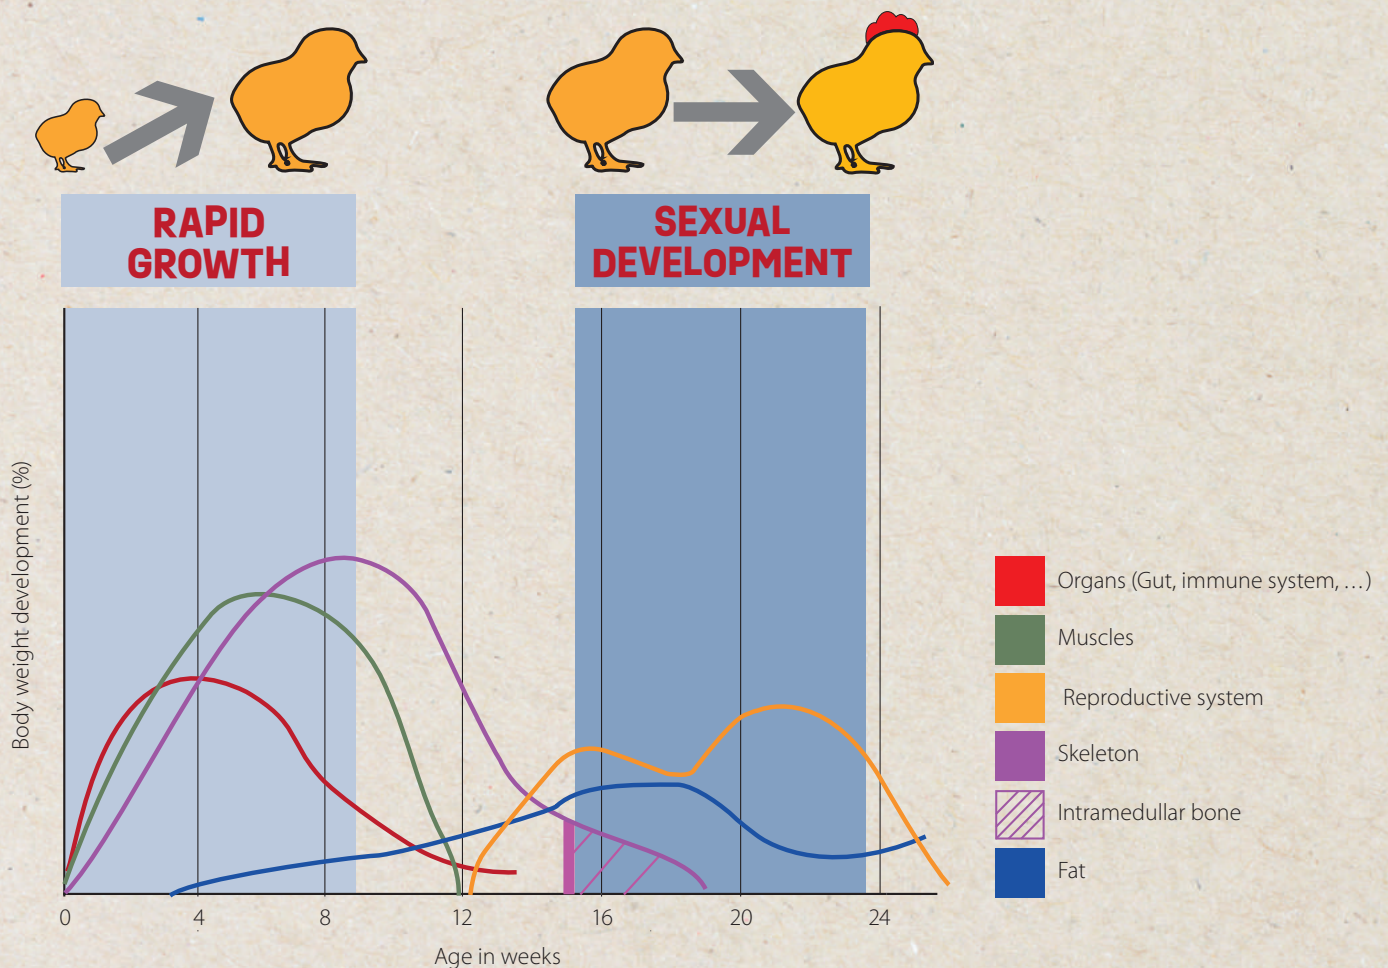 RAPID
GROWTH
SEXUAL
DEVELOPMENT
Body weight development (%)
Organs (Gut, immune system, …)
Muscles
Reproductive system
Skeleton
Intramedullar bone
Fat
0 4 8 12 16 20 24
Age in weeks